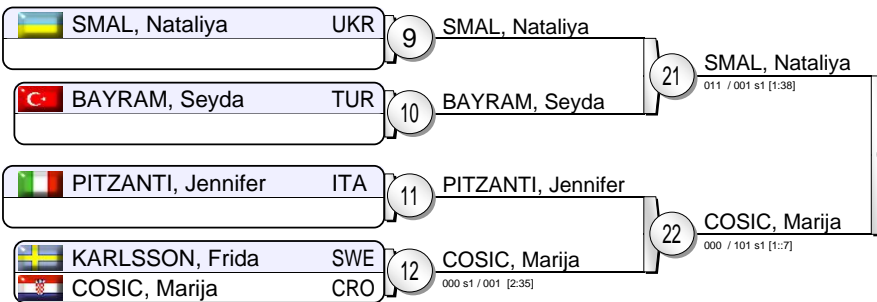 SMAL, Nataliya UKR
9
SMAL, Nataliya
21
SMAL, Nataliya
011 / 001 s1 [1:38]
BAYRAM, Seyda TUR
10
BAYRAM, Seyda
PITZANTI, Jennifer ITA
11
PITZANTI, Jennifer
22
COSIC, Marija
000 / 101 s1 [1::7]
KARLSSON, Frida SWE
COSIC, Marija CRO
12
COSIC, Marija
000 s1 / 001 [2:35]